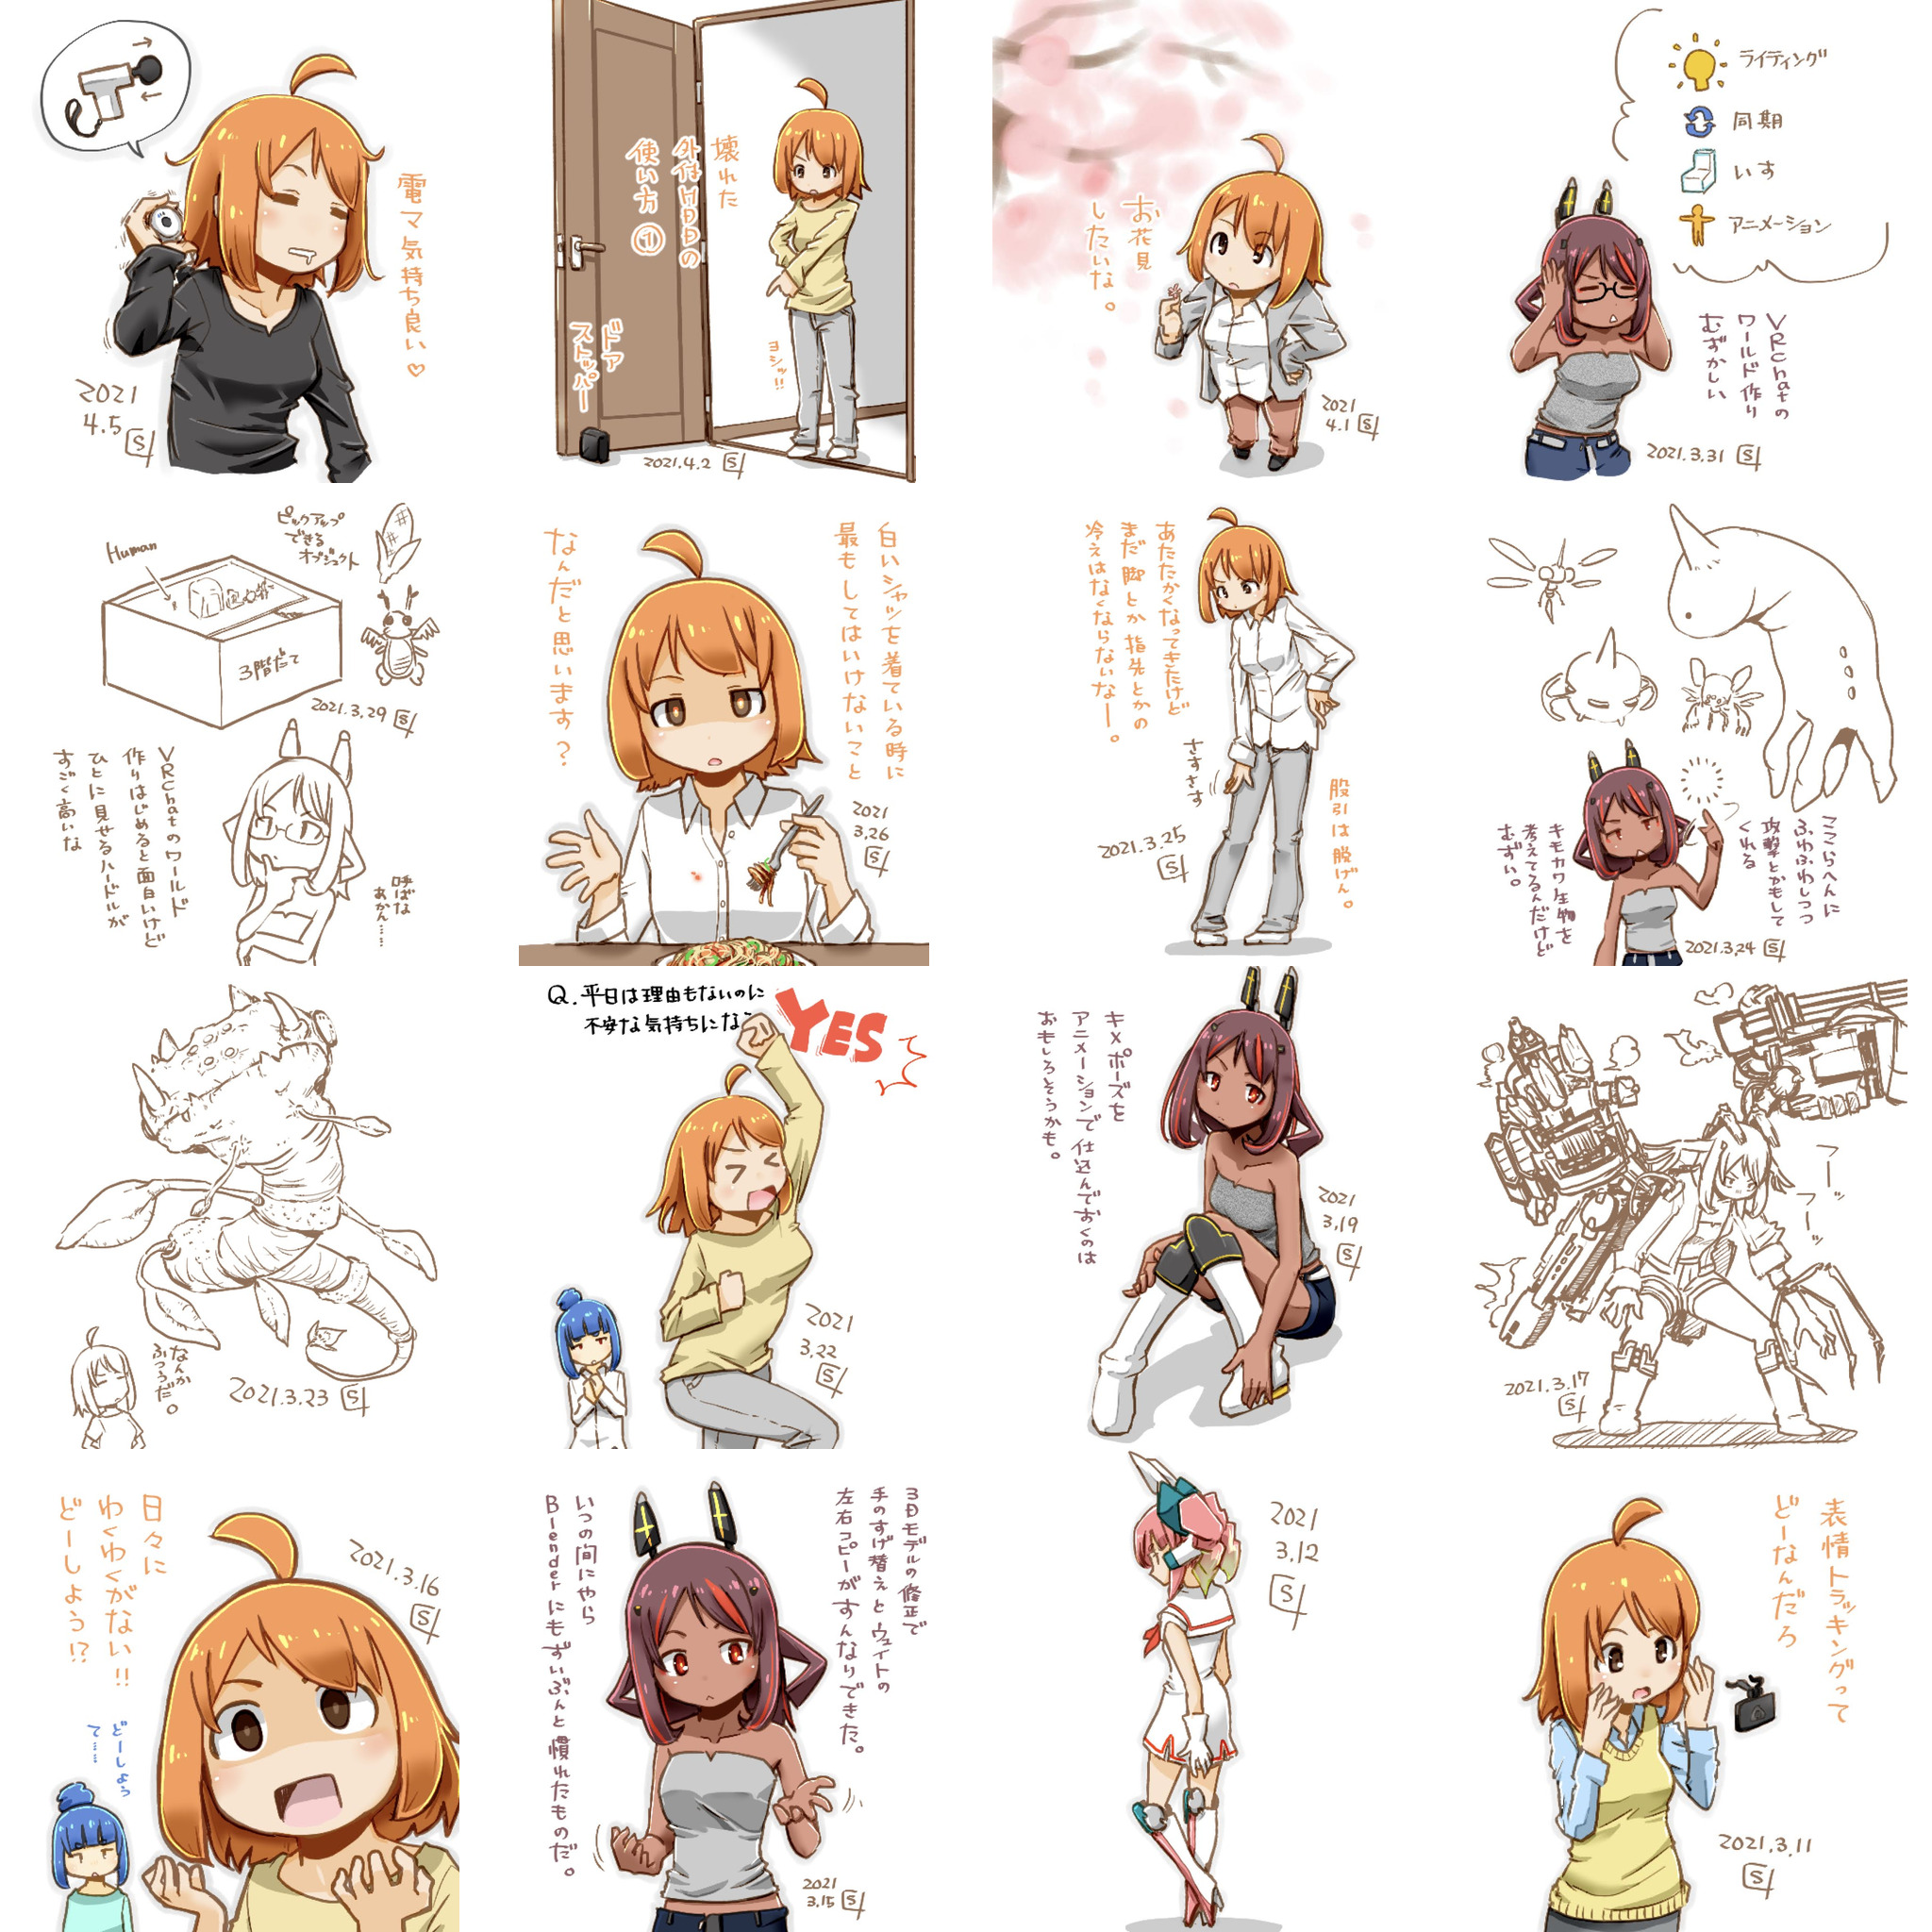 電マ気持ち良い♡
2021
4.5
壊れた
外付HDDの
使い方①
ドア
ストッパー
ヨシッ!!
2021.4.2
お花見
したいな。
2021
4.1
ライティング
同期
いす
アニメーション
VRChatの
ワールド作り
むずかしい
2021.3.31
Human
ピックアップ
できる
オブジェクト
3階だて
2021.3.29
VRChatのワールド
作りはじめると面白いけど
ひとに見せるハードルが
すごく高いな
呼ばな
あかん……
白いシャツを着ている時に
最もしてはいけないこと
なんだと思います?
2021
3.26
あたたかくなってきたけど
まだ脚とか指先とかの
冷えはなくならないなー。
さすさす
股引は脱げん。
2021.3.25
ここらへんに
ふわふわしつつ
攻撃とかもして
くれる
キモカワ生物を
考えてるんだけど
むずい。
2021.3.24
なんか
ふつうだ。
2021.3.23
Q.平日は理由もないのに
不安な気持ちになる
YES
2021
3.22
キメポーズを
アニメーションで仕込んでおくのは
おもしろそうかも。
2021
3.19
フーッ
フーッ
2021.3.17
日々に
わくわくがない!!
どーしよう!?
2021.3.16
どーしよう
て……
3Dモデルの修正で
手のすげ替えとウェイトの
左右コピーがすんなりできた。
いつの間にやら
Blenderにもずいぶんと慣れたものだ。
2021
3.15
2021
3.12
表情トラッキングって
どーなんだろ
2021.3.11